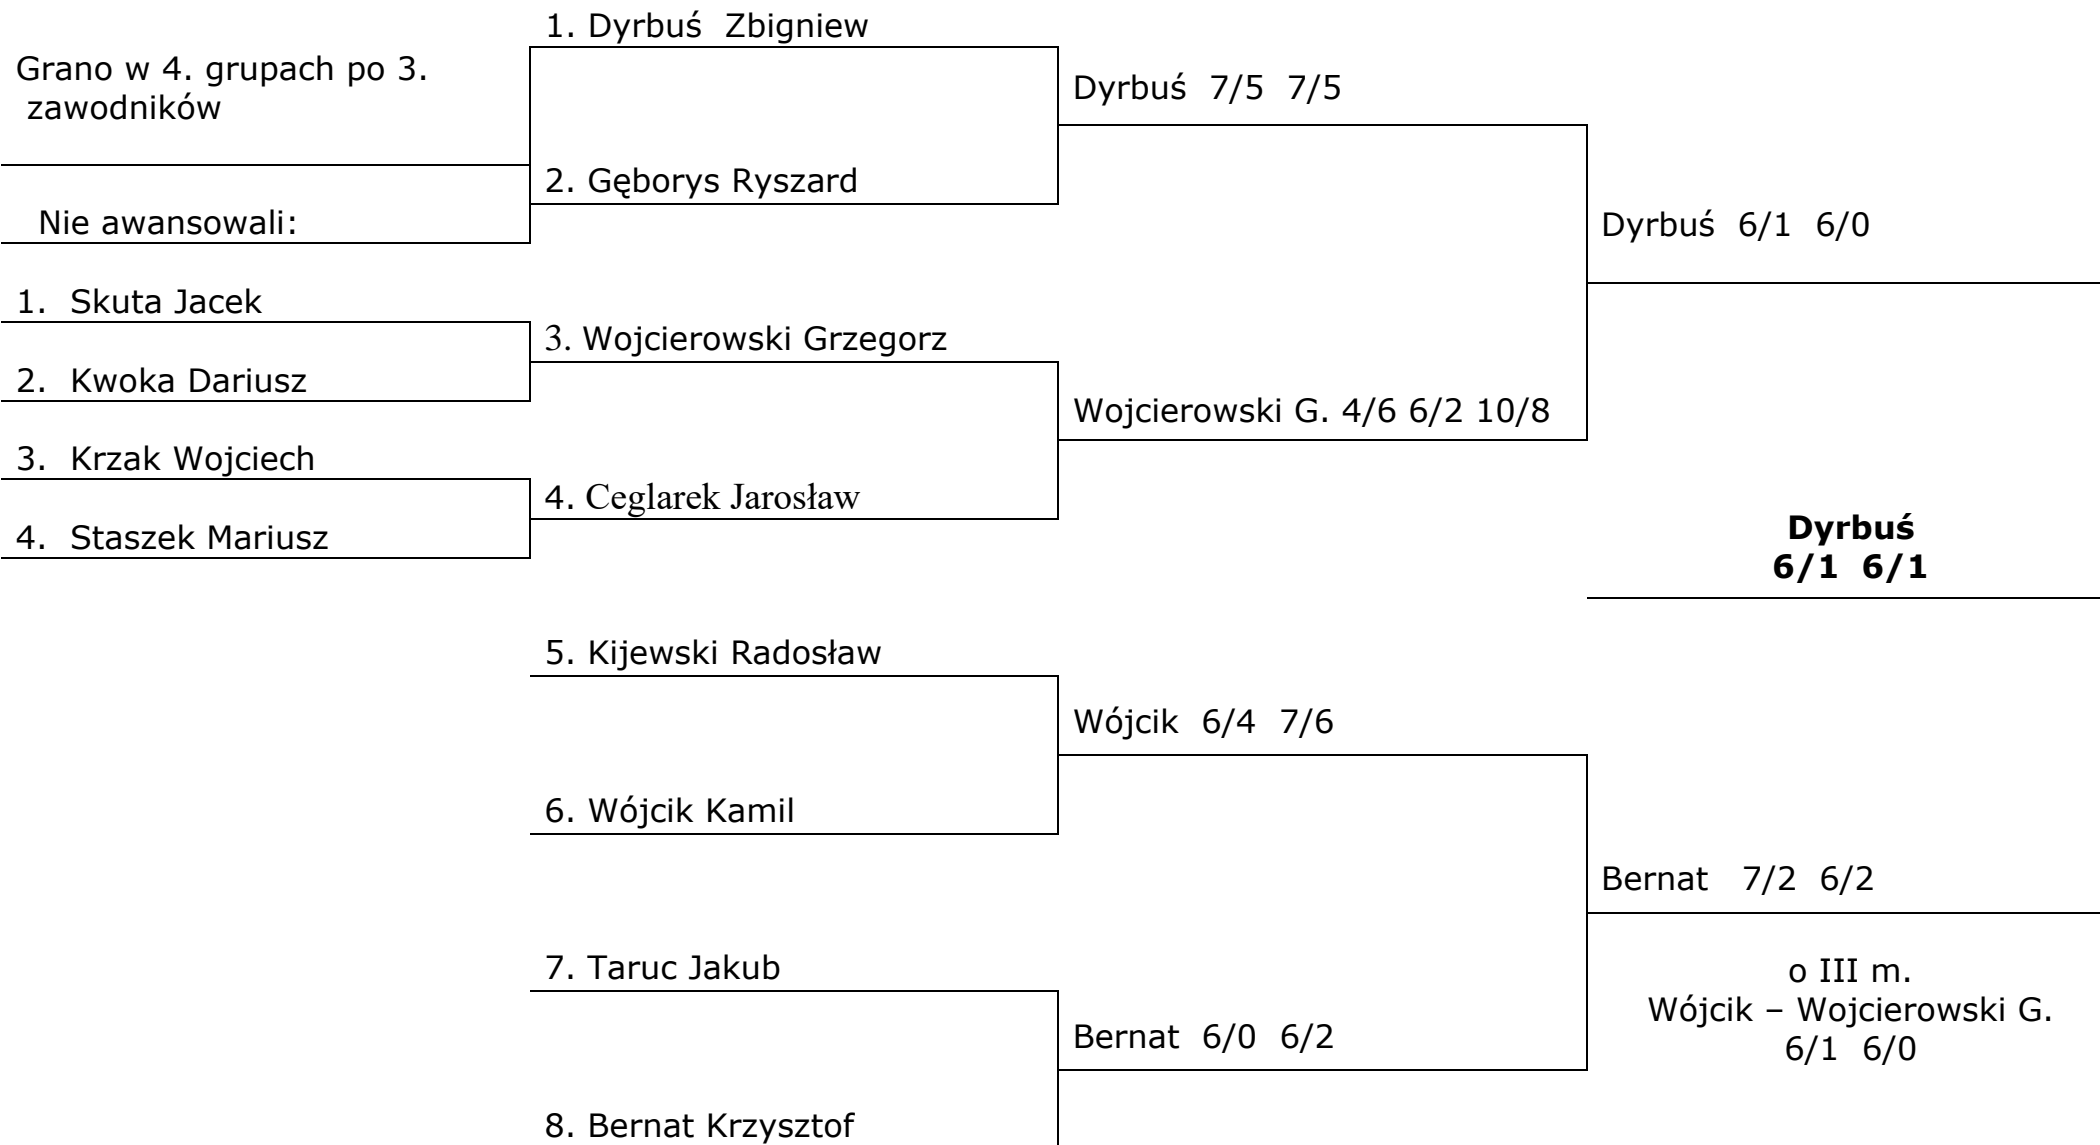 Grano w 4. grupach po 3.
zawodników
Nie awansowali:
1. Skuta Jacek
2. Kwoka Dariusz
3. Krzak Wojciech
4. Staszek Mariusz
1. Dyrbuś Zbigniew
2. Gęborys Ryszard
3. Wojcierowski Grzegorz
4. Ceglarek Jarosław
5. Kijewski Radosław
6. Wójcik Kamil
7. Taruc Jakub
8. Bernat Krzysztof
Dyrbuś 7/5 7/5
Wojcierowski G. 4/6 6/2 10/8
Wójcik 6/4 7/6
Bernat 6/0 6/2
Dyrbuś 6/1 6/0
Dyrbuś
6/1 6/1
Bernat 7/2 6/2
o III m.
Wójcik – Wojcierowski G.
6/1 6/0